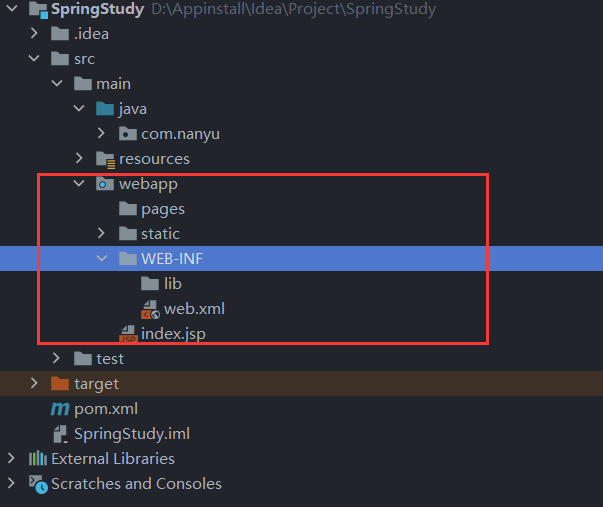 SpringStudy D:\Appinstall\Idea\Project\SpringStudy
.idea
src
main
java
com.nanyu
resources
webapp
pages
static
WEB-INF
lib
web.xml
JSP index.jsp
test
target
m pom.xml
SpringStudy.iml
External Libraries
Scratches and Consoles